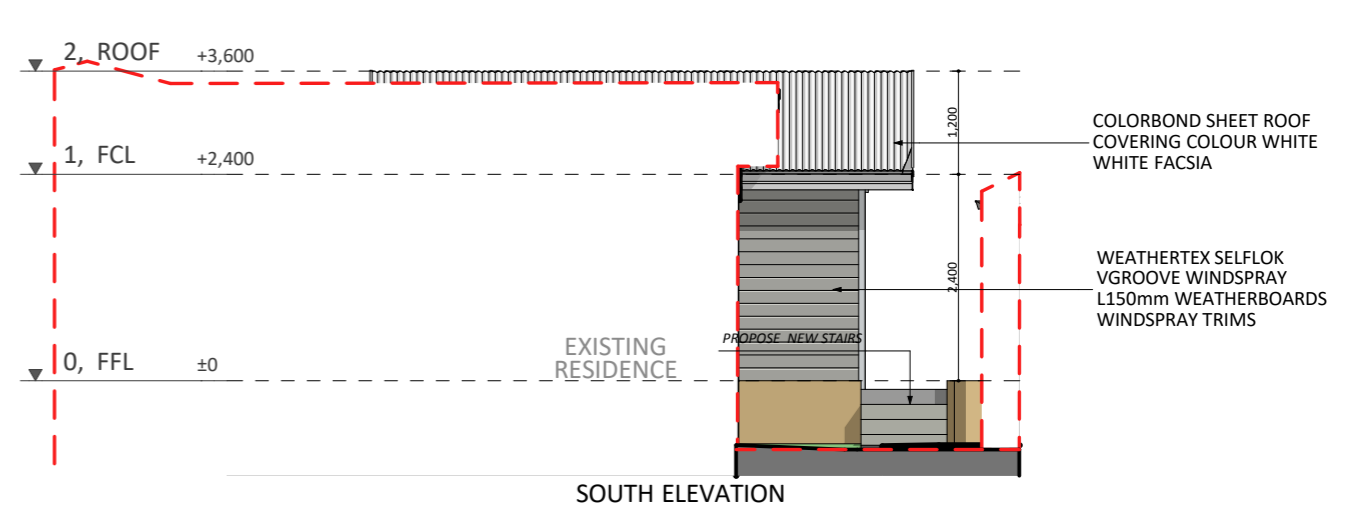 2, ROOF +3,600
1,200
COLORBOND SHEET ROOF
COVERING COLOUR WHITE
WHITE FACSIA
1, FCL +2,400
2,400
WEATHERTEX SELFLOK
VGROOVE WINDSPRAY
L150mm WEATHERBOARDS
WINDSPRAY TRIMS
PROPOSE NEW STAIRS
EXISTING
RESIDENCE
0, FFL ±0
SOUTH ELEVATION